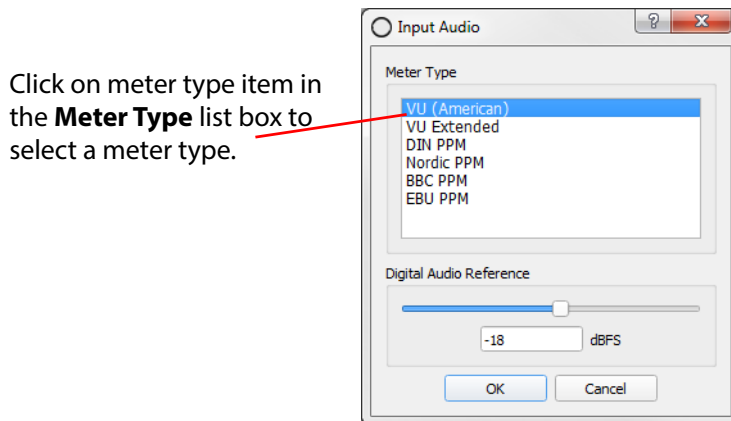 Input Audio
Click on meter type item in
the Meter Type list box to
select a meter type.
Meter Type
VU (American)
VU Extended
DIN PPM
Nordic PPM
BBC PPM
EBU PPM
Digital Audio Reference
-18 dBFS
OK Cancel